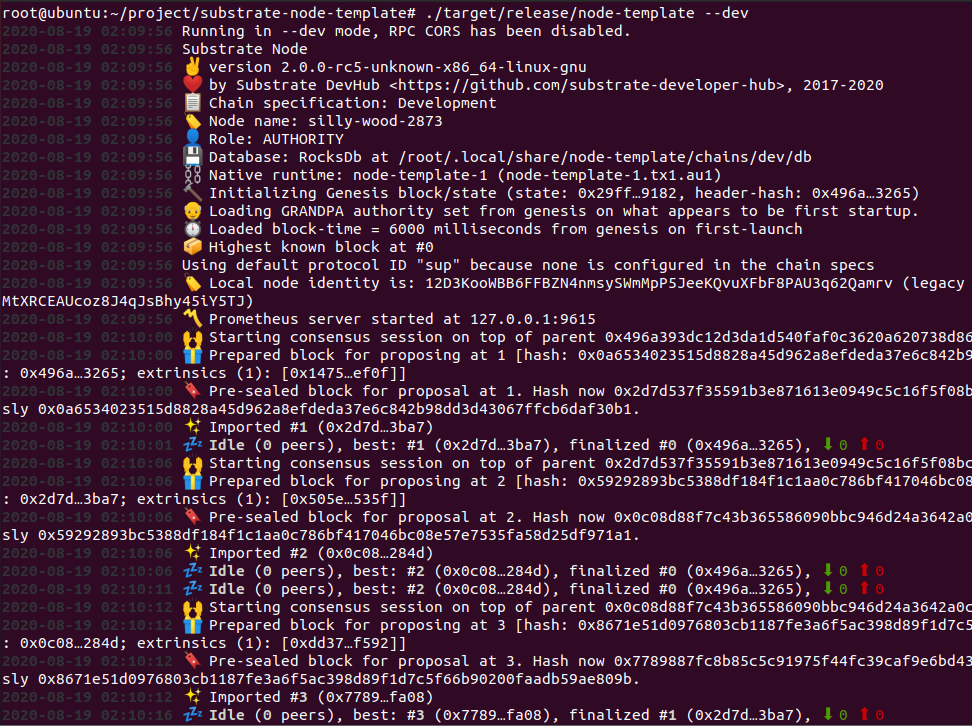 root@ubuntu:~/project/substrate-node-template# ./target/release/node-template --dev
2020-08-19 02:09:56 Running in --dev mode, RPC CORS has been disabled.
2020-08-19 02:09:56 Substrate Node
2020-08-19 02:09:56 ✌️ version 2.0.0-rc5-unknown-x86_64-linux-gnu
2020-08-19 02:09:56 ❤️ by Substrate DevHub <https://github.com/substrate-developer-hub>, 2017-2020
2020-08-19 02:09:56 📋 Chain specification: Development
2020-08-19 02:09:56 🏷 Node name: silly-wood-2873
2020-08-19 02:09:56 👤 Role: AUTHORITY
2020-08-19 02:09:56 💾 Database: RocksDb at /root/.local/share/node-template/chains/dev/db
2020-08-19 02:09:56 ⛓ Native runtime: node-template-1 (node-template-1.tx1.au1)
2020-08-19 02:09:56 🔨 Initializing Genesis block/state (state: 0x29ff…9182, header-hash: 0x496a…3265)
2020-08-19 02:09:56 👴 Loading GRANDPA authority set from genesis on what appears to be first startup.
2020-08-19 02:09:56 ⏱ Loaded block-time = 6000 milliseconds from genesis on first-launch
2020-08-19 02:09:56 📦 Highest known block at #0
2020-08-19 02:09:56 Using default protocol ID "sup" because none is configured in the chain specs
2020-08-19 02:09:56 🏷 Local node identity is: 12D3KooWBB6FFBZN4nmsySWmMpP5JeeKQvuXFbF8PAU3q62Qamrv (legacy
MtXRCEAUcoz8J4qJsBhy45iY5TJ)
2020-08-19 02:09:56 〽️ Prometheus server started at 127.0.0.1:9615
2020-08-19 02:10:00 🙌 Starting consensus session on top of parent 0x496a393dc12d3da1d540faf0c3620a620738d86
2020-08-19 02:10:00 🎁 Prepared block for proposing at 1 [hash: 0x0a6534023515d8828a45d962a8efdeda37e6c842b9
: 0x496a…3265; extrinsics (1): [0x1475…ef0f]]
2020-08-19 02:10:00 🔖 Pre-sealed block for proposal at 1. Hash now 0x2d7d537f35591b3e871613e0949c5c16f5f08b
sly 0x0a6534023515d8828a45d962a8efdeda37e6c842b98dd3d43067ffcb6daf30b1.
2020-08-19 02:10:00 ✨ Imported #1 (0x2d7d…3ba7)
2020-08-19 02:10:01 💤 Idle (0 peers), best: #1 (0x2d7d…3ba7), finalized #0 (0x496a…3265), ⬇ 0 ⬆ 0
2020-08-19 02:10:06 🙌 Starting consensus session on top of parent 0x2d7d537f35591b3e871613e0949c5c16f5f08bc
2020-08-19 02:10:06 🎁 Prepared block for proposing at 2 [hash: 0x59292893bc5388df184f1c1aa0c786bf417046bc08
: 0x2d7d…3ba7; extrinsics (1): [0x505e…535f]]
2020-08-19 02:10:06 🔖 Pre-sealed block for proposal at 2. Hash now 0x0c08d88f7c43b365586090bbc946d24a3642a0
sly 0x59292893bc5388df184f1c1aa0c786bf417046bc08e57e7535fa58d25df971a1.
2020-08-19 02:10:06 ✨ Imported #2 (0x0c08…284d)
2020-08-19 02:10:06 💤 Idle (0 peers), best: #2 (0x0c08…284d), finalized #0 (0x496a…3265), ⬇ 0 ⬆ 0
2020-08-19 02:10:11 💤 Idle (0 peers), best: #2 (0x0c08…284d), finalized #0 (0x496a…3265), ⬇ 0 ⬆ 0
2020-08-19 02:10:12 🙌 Starting consensus session on top of parent 0x0c08d88f7c43b365586090bbc946d24a3642a0c
2020-08-19 02:10:12 🎁 Prepared block for proposing at 3 [hash: 0x8671e51d0976803cb1187fe3a6f5ac398d89f1d7c5
: 0x0c08…284d; extrinsics (1): [0xdd37…f592]]
2020-08-19 02:10:12 🔖 Pre-sealed block for proposal at 3. Hash now 0x7789887fc8b85c5c91975f44fc39caf9e6bd43
sly 0x8671e51d0976803cb1187fe3a6f5ac398d89f1d7c5f66b90200faadb59ae809b.
2020-08-19 02:10:12 ✨ Imported #3 (0x7789…fa08)
2020-08-19 02:10:16 💤 Idle (0 peers), best: #3 (0x7789…fa08), finalized #1 (0x2d7d…3ba7), ⬇ 0 ⬆ 0